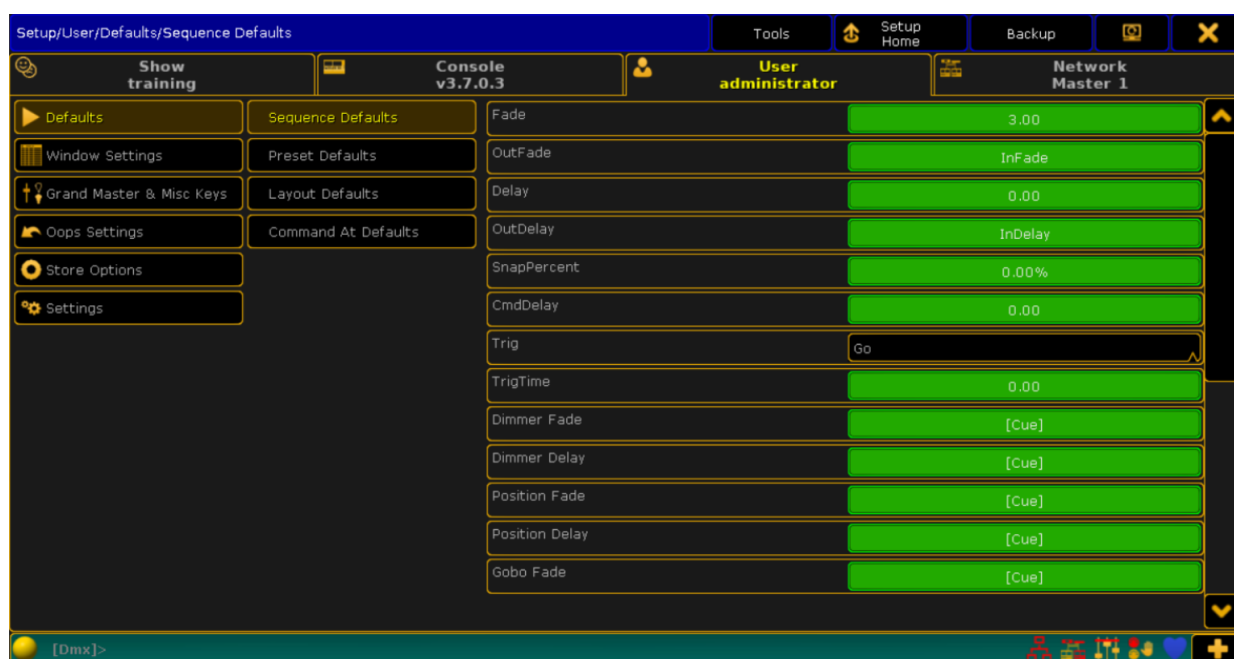 Setup/User/Defaults/Sequence Defaults
Tools
Setup
Home
Backup
Show
training
Console
v3.7.0.3
User
administrator
Network
Master 1
Defaults
Window Settings
Grand Master & Misc Keys
Oops Settings
Store Options
Settings
Sequence Defaults
Preset Defaults
Layout Defaults
Command At Defaults
Fade 3.00
OutFade InFade
Delay 0.00
OutDelay InDelay
SnapPercent 0.00%
CmdDelay 0.00
Trig Go
TrigTime 0.00
Dimmer Fade [Cue]
Dimmer Delay [Cue]
Position Fade [Cue]
Position Delay [Cue]
Gobo Fade [Cue]
[Dmx]>